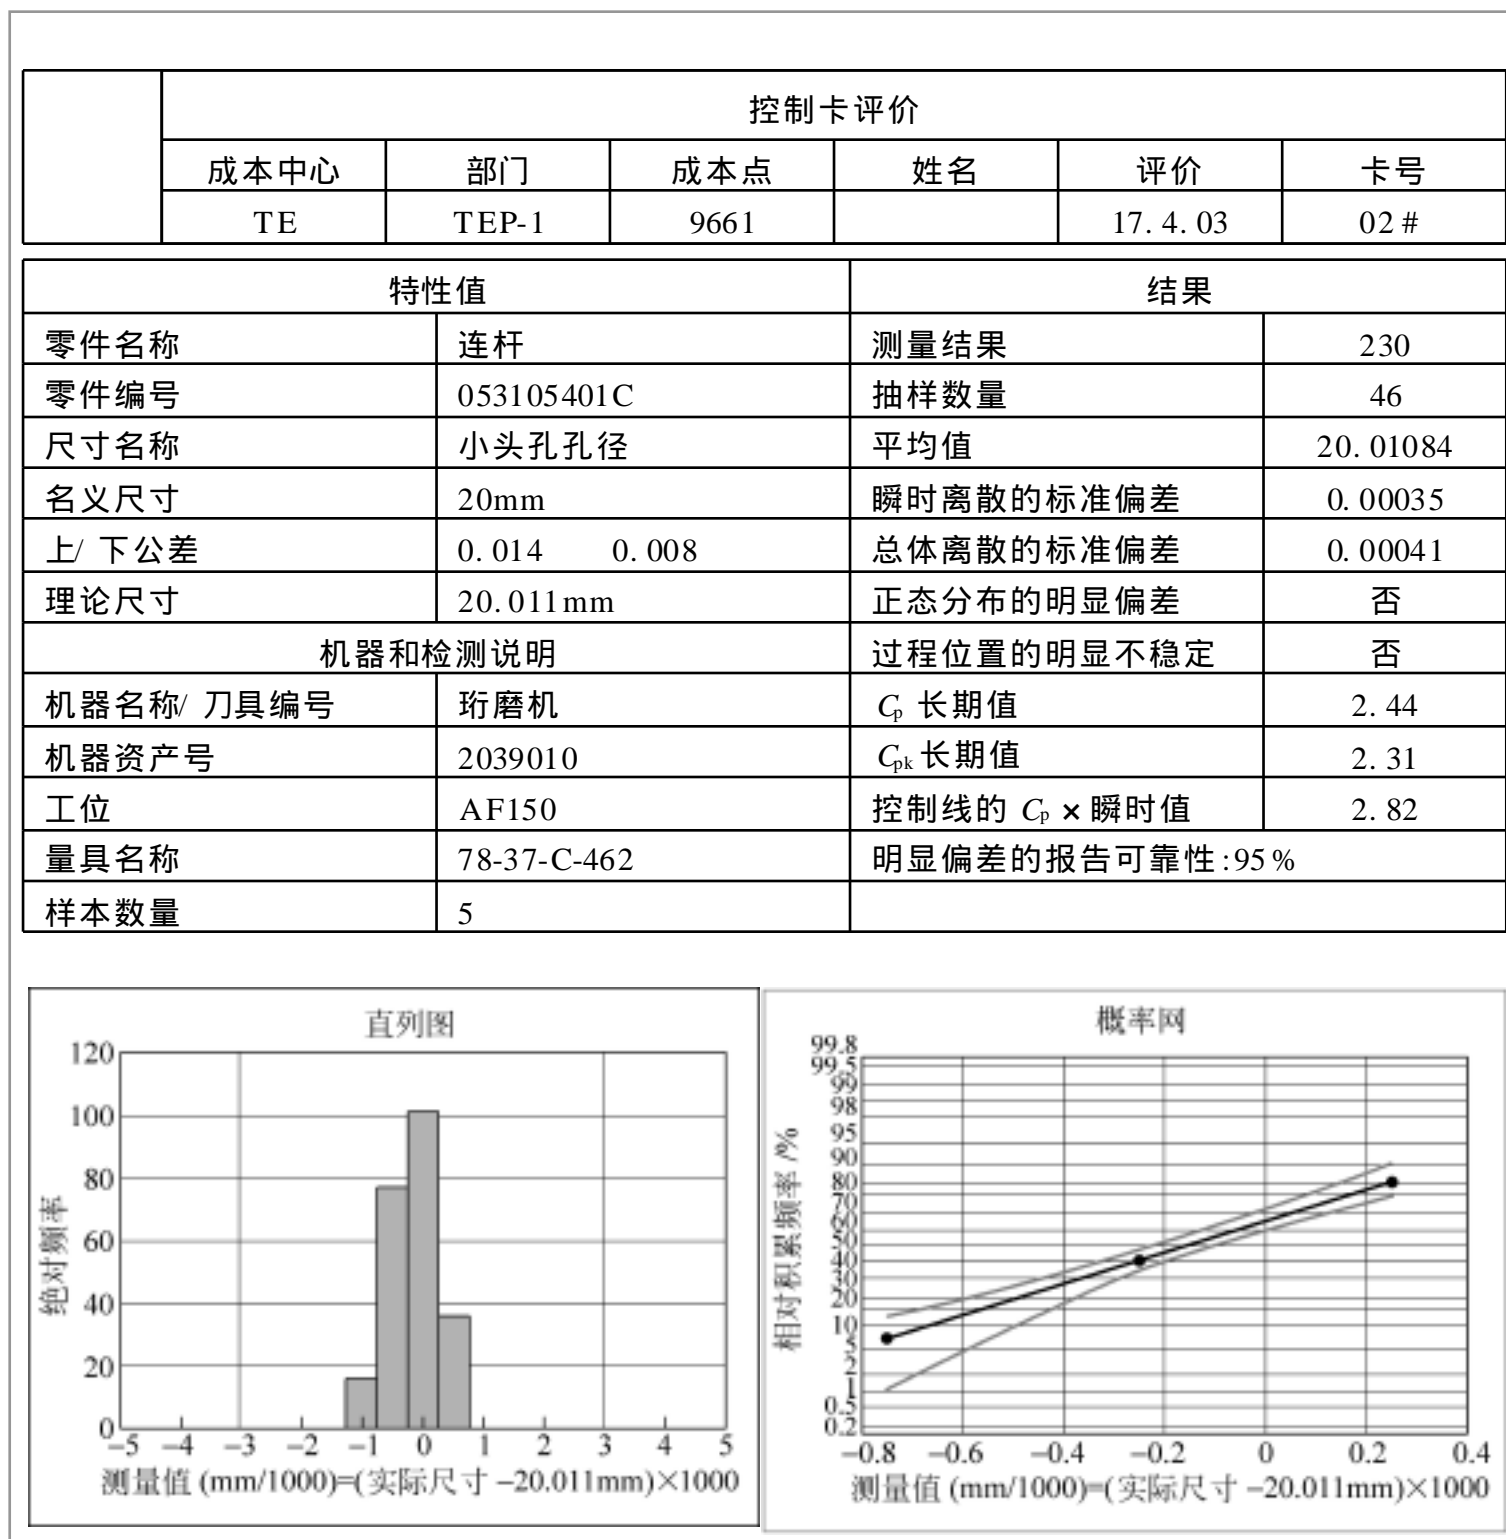 控制卡评价
成本中心 部门 成本点 姓名 评价 卡号
TE TEP-1 9661 17. 4. 03 02 #
特性值 结果
零件名称 连杆 测量结果 230
零件编号 053105401C 抽样数量 46
尺寸名称 小头孔孔径 平均值 20. 01084
名义尺寸 20mm 瞬时离散的标准偏差 0. 00035
上/ 下公差 0. 014 0. 008 总体离散的标准偏差 0. 00041
理论尺寸 20. 011mm 正态分布的明显偏差 否
机器和检测说明 过程位置的明显不稳定 否
机器名称/ 刀具编号 珩磨机 Cp 长期值 2. 44
机器资产号 2039010 Cpk 长期值 2. 31
工位 AF150 控制线的 Cp × 瞬时值 2. 82
量具名称 78-37-C-462 明显偏差的报告可靠性:95%
样本数量 5
直列图
120
100
80
60
40
20
0
绝对频率
–5 –4 –3 –2 –1 0 1 2 3 4 5
测量值 (mm/1000)=(实际尺寸 –20.011mm)×1000
概率网
99.8
99.5
99
98
95
90
80
70
60
50
40
30
20
10
5
2
1
0.5
0.2
相对积累频率 /%
–0.8 –0.6 –0.4 –0.2 0 0.2 0.4
测量值 (mm/1000)=(实际尺寸 –20.011mm)×1000